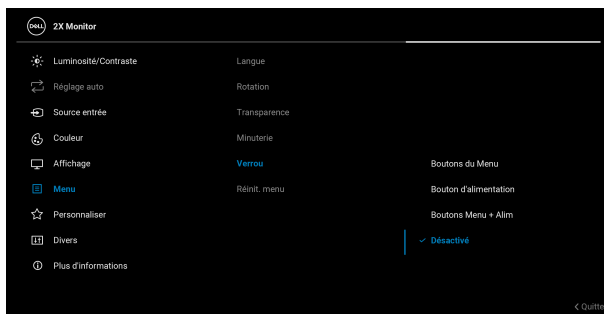 DELL 2X Monitor
Luminosité/Contraste
Réglage auto
Source entrée
Couleur
Affichage
Menu
Personnaliser
Divers
Plus d'informations
Langue
Rotation
Transparence
Minuterie
Verrou
Réinit. menu
Boutons du Menu
Bouton d'alimentation
Boutons Menu + Alim
Désactivé
Quitte